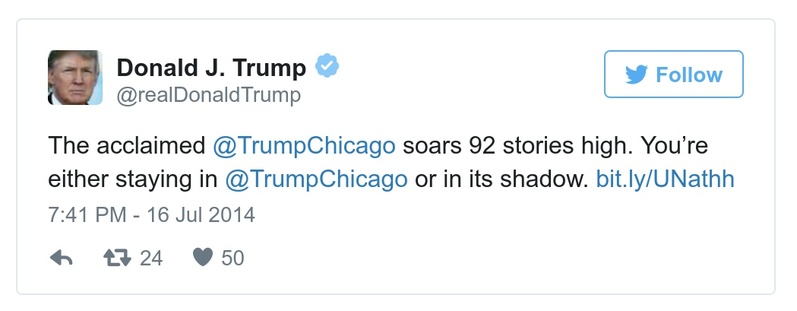 Donald J. Trump
@realDonaldTrump
Follow
The acclaimed @TrumpChicago soars 92 stories high. You’re
either staying in @TrumpChicago or in its shadow. bit.ly/UNathh
7:41 PM - 16 Jul 2014
24 50